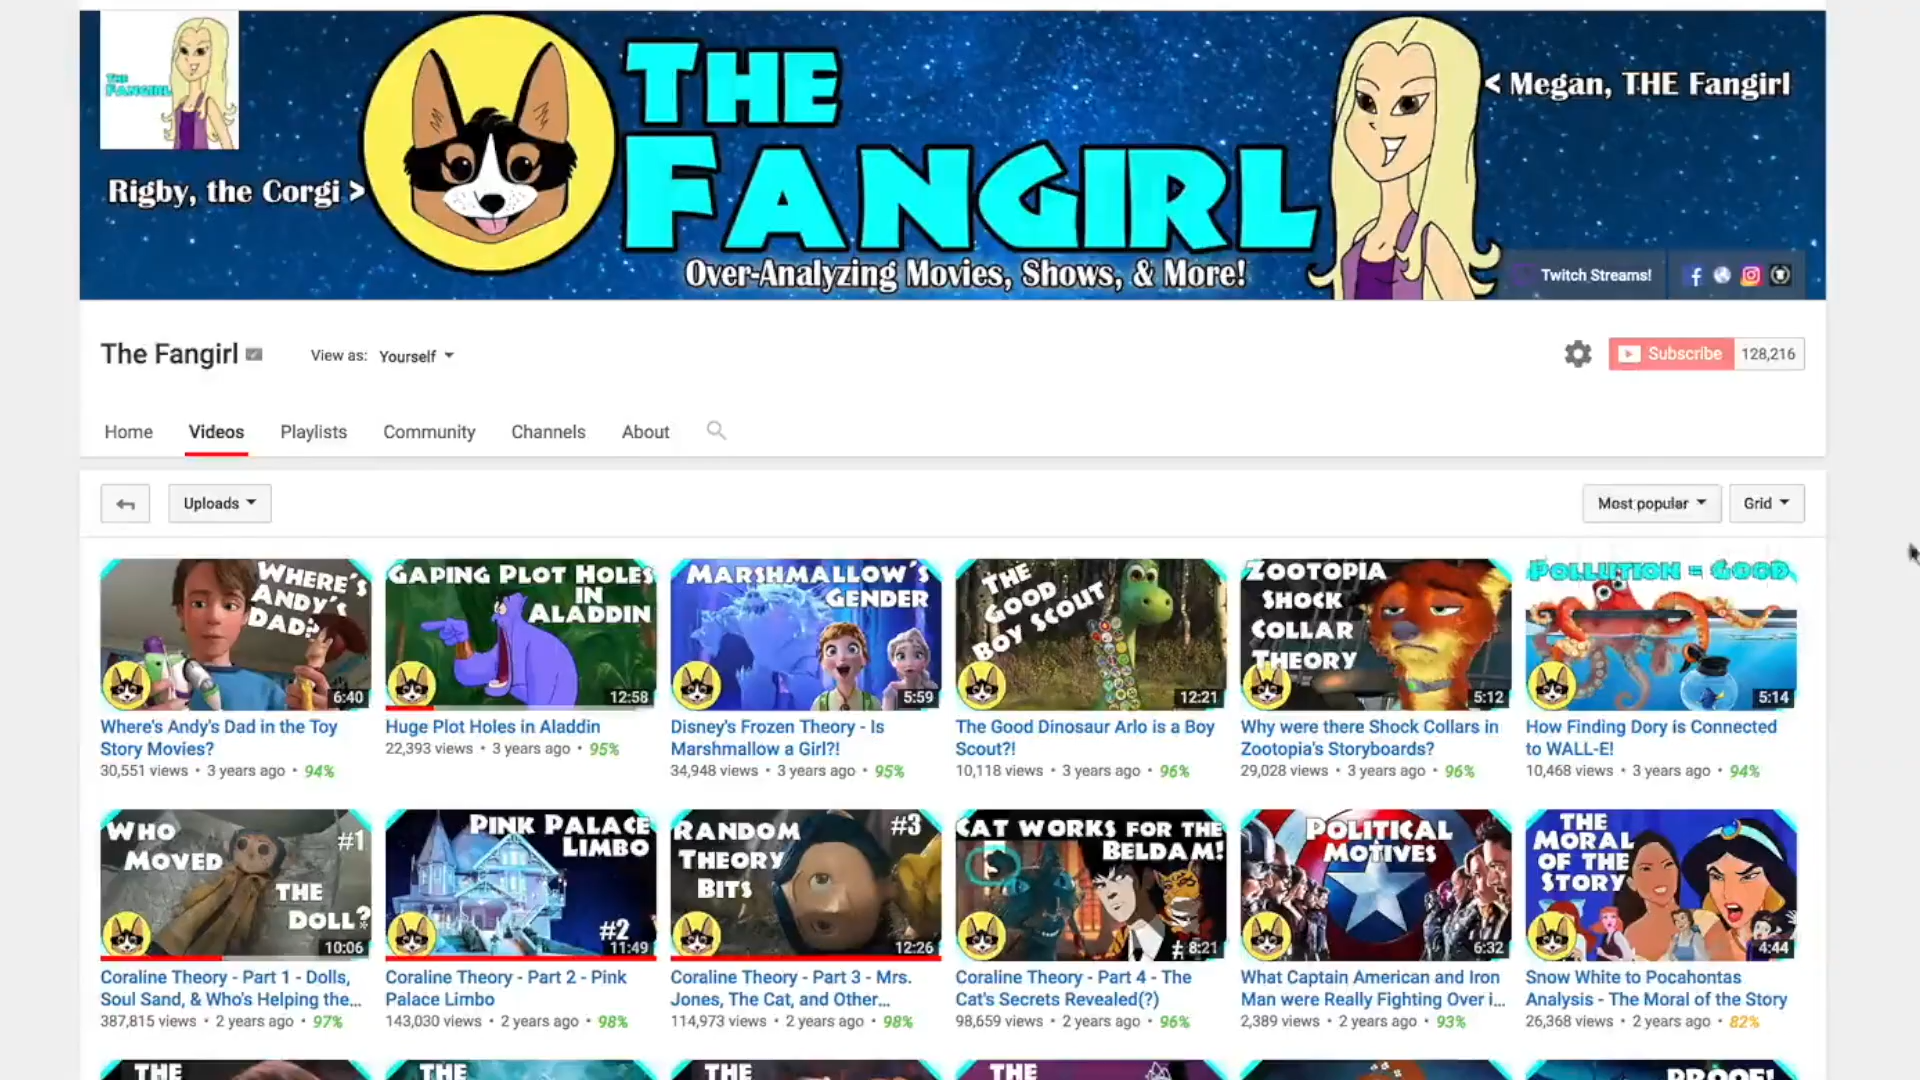 THE
FANGIRL
THE
FANGIRL
< Megan, THE Fangirl
Rigby, the Corgi >
Over-Analyzing Movies, Shows, & More!
Twitch Streams!
The Fangirl
View as: Yourself
Subscribe 128,216
Home Videos Playlists Community Channels About
Uploads
Most popular
Grid
WHERE'S
ANDY'S
DAD?
6:40
Where's Andy's Dad in the Toy
Story Movies?
30,551 views • 3 years ago • 94%
GAPING PLOT HOLES
IN
ALADDIN
12:58
Huge Plot Holes in Aladdin
22,393 views • 3 years ago • 95%
MARSHMALLOW'S
GENDER
5:59
Disney's Frozen Theory - Is
Marshmallow a Girl?!
34,948 views • 3 years ago • 95%
THE
GOOD
BOY SCOUT
12:21
The Good Dinosaur Arlo is a Boy
Scout?!
10,118 views • 3 years ago • 96%
ZOOTOPIA
SHOCK
COLLAR
THEORY
5:12
Why were there Shock Collars in
Zootopia's Storyboards?
29,028 views • 3 years ago • 96%
POLLUTION = GOOD
5:14
How Finding Dory is Connected
to WALL-E!
10,468 views • 3 years ago • 94%
WHO
MOVED
THE
DOLL?
#1
10:06
Coraline Theory - Part 1 - Dolls,
Soul Sand, & Who's Helping the...
387,815 views • 2 years ago • 97%
PINK PALACE
LIMBO
#2
11:49
Coraline Theory - Part 2 - Pink
Palace Limbo
143,030 views • 2 years ago • 98%
RANDOM
THEORY
BITS
#3
12:26
Coraline Theory - Part 3 - Mrs.
Jones, The Cat, and Other...
114,973 views • 2 years ago • 98%
CAT WORKS FOR THE
BELDAM!
8:21
Coraline Theory - Part 4 - The
Cat's Secrets Revealed(?)
98,659 views • 2 years ago • 96%
POLITICAL
MOTIVES
6:32
What Captain American and Iron
Man were Really Fighting Over i...
2,389 views • 2 years ago • 93%
THE
MORAL
OF THE
STORY
4:44
Snow White to Pocahontas
Analysis - The Moral of the Story
26,368 views • 2 years ago • 82%
THE
THE
THE
THE
PROOF!